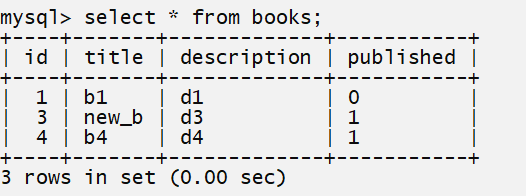 mysql> select * from books;
+----+-------+-------------+-----------+
| id | title | description | published |
+----+-------+-------------+-----------+
|  1 | b1    | d1          | 0         |
|  3 | new_b | d3          | 1         |
|  4 | b4    | d4          | 1         |
+----+-------+-------------+-----------+
3 rows in set (0.00 sec)